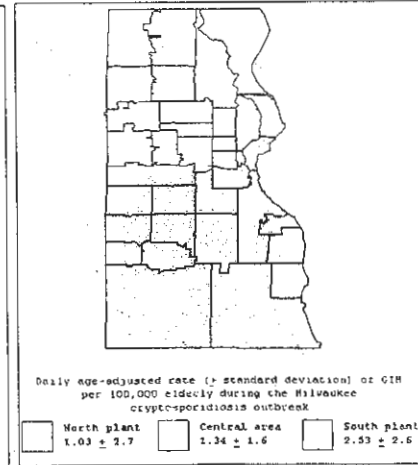 Daily age-adjusted rate (+ standard deviation) of GIH
per 100,000 elderly during the Milwaukee
cryptosporidiosis outbreak
North plant
1.03 ± 2.7
Central area
1.34 ± 1.6
South plant
2.53 ± 2.6